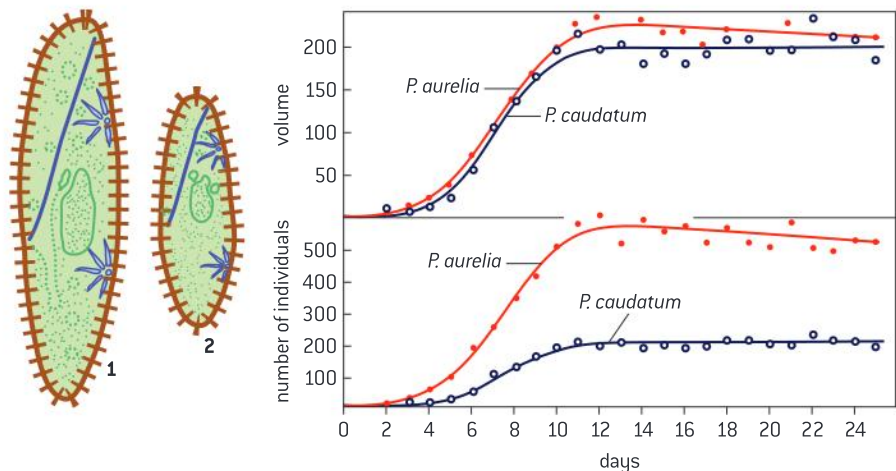 1
2
volume
200
150
100
50
P. aurelia
P. caudatum
number of individuals
500
400
300
200
100
P. aurelia
P. caudatum
0 2 4 6 8 10 12 14 16 18 20 22 24
days